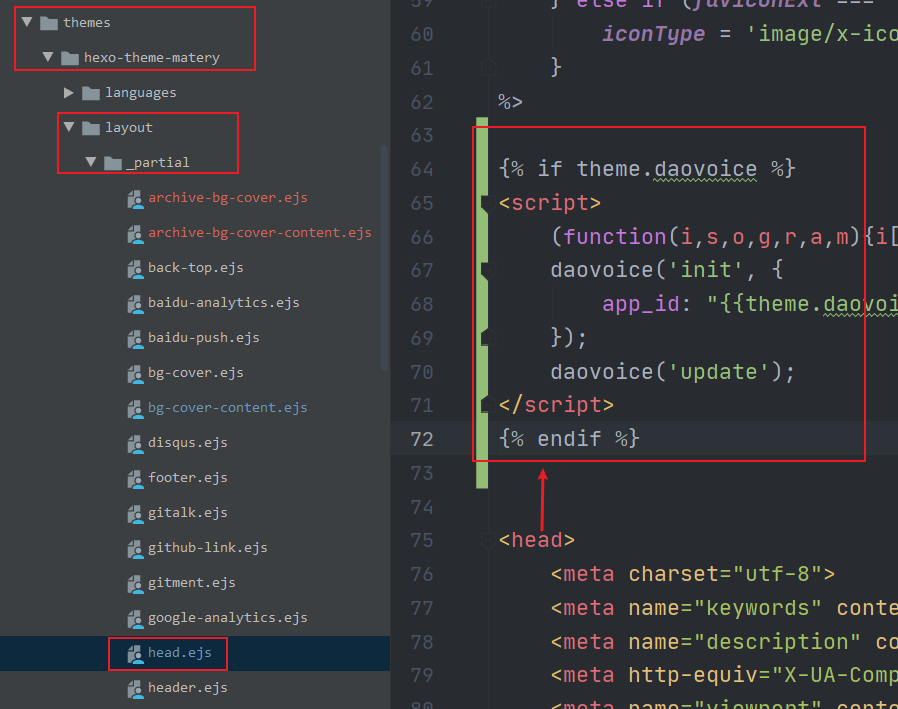 themes
hexo-theme-matery
languages
layout
_partial
archive-bg-cover.ejs
archive-bg-cover-content.ejs
back-top.ejs
baidu-analytics.ejs
baidu-push.ejs
bg-cover.ejs
bg-cover-content.ejs
disqus.ejs
footer.ejs
gitalk.ejs
github-link.ejs
gitment.ejs
google-analytics.ejs
head.ejs
header.ejs
59 } else if (faviconExt ===
60 iconType = 'image/x-ico
61 }
62 %>
63
64 {% if theme.daovoice %}
65 <script>
66 (function(i,s,o,g,r,a,m){i[
67 daovoice('init', {
68 app_id: "{{theme.daovoi
69 });
70 daovoice('update');
71 </script>
72 {% endif %}
73
74
75 <head>
76 <meta charset="utf-8">
77 <meta name="keywords" conte
78 <meta name="description" co
79 <meta http-equiv="X-UA-Comp
80 <meta name="viewport" conte